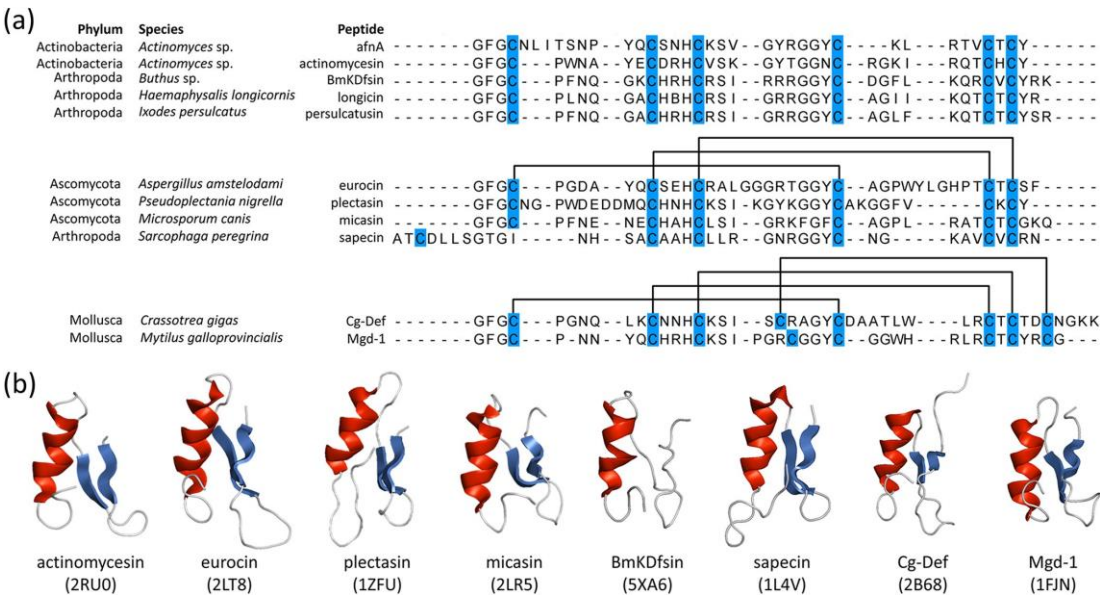 (a)
Phylum Species Peptide
Actinobacteria Actinomyces sp. afnA - - - - - - - GFGCNLITSNP - - YQCSNHCKSV - - GYRGGYC - - - - KL - - - RTVCTCY - - - -
Actinobacteria Actinomyces sp. actinomycesin - - - - - - - GFGC - - - PWNA - - YECDRHCVSK - - GYTGGNC - - - RGKI - - RQTCHCY - - - -
Arthropoda Buthus sp. BmKDfsin - - - - - - - GFGC - - - PFNQ - - GKCHRHCRSI - - RRRGGYC - - - DGFL - - KQRCVCYRK - -
Arthropoda Haemaphysalis longicornis longicin - - - - - - - GFGC - - - PLNQ - - GACHBHCRSI - - GRRGGYC - - - AGII - - KQTCTCYR - - -
Arthropoda Ixodes persulcatus persulcatusin - - - - - - - GFGC - - - PFNQ - - GACHRHCRSI - - GRRGGYC - - - AGLF - - KQTCTCYSR - -
Ascomycota Aspergillus amstelodami eurocin - - - - - - - GFGC - - - PGDA - - YQCSEHCRALGGGRTGGYC - - AGPWYLGHPTCTCSF - - - -
Ascomycota Pseudoplectania nigrella plectasin - - - - - - - GFGCNG - PWDEDDMQCHNHCKSI - - KGYKGGYCAKGGFV - - - - - CKCY - - - -
Ascomycota Microsporum canis micasin - - - - - - - GFGC - - - PFNE - - NECHAHCLSI - - GRKFGFC - - - AGPL - - RATCTCGKQ - -
Arthropoda Sarcophaga peregrina sapecin ATCDLLSGTGI - - - - - NH - - SACAAHCLLR - - GNRGGYC - - NG - - - - KAVCVCRN - - -
Mollusca Crassotrea gigas Cg-Def - - - - - - - GFGC - - - PGNQ - - LKCNNHCKSI - - SCRAGYCDAATLW - - - LRCTCTDCNGKK
Mollusca Mytilus galloprovincialis Mgd-1 - - - - - - - GFGC - - - P - NN - - YQCHRHCKSIPGRCGGYC - - GGWH - - - RLRCTCYRCG - - -
(b)
actinomycesin eurocin plectasin micasin BmKDfsin sapecin Cg-Def Mgd-1
(2RU0) (2LT8) (1ZFU) (2LR5) (5XA6) (1L4V) (2B68) (1FJN)